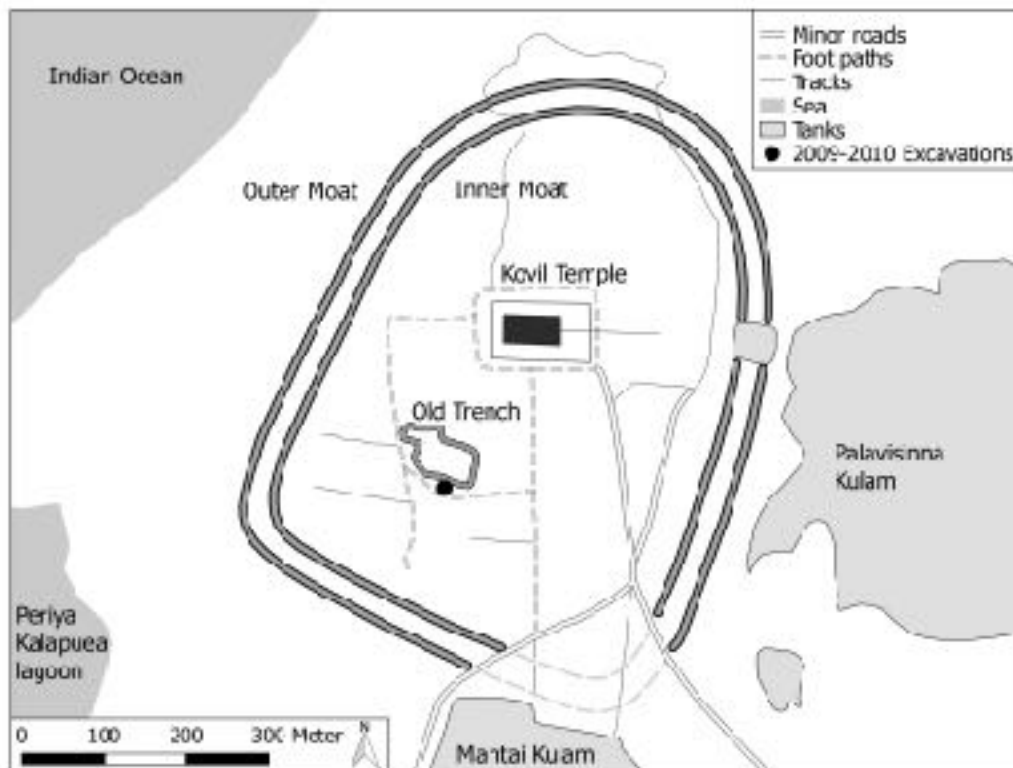 Indian Ocean
Minor roads
Foot paths
Tracks
Sea
Tanks
2009-2010 Excavations
Outer Moat
Inner Moat
Kovil Temple
Old Trench
Palavisinna
Kulam
Periya
Kalapuea
lagoon
0 100 200 300 Meter
N
Mantai Kulam